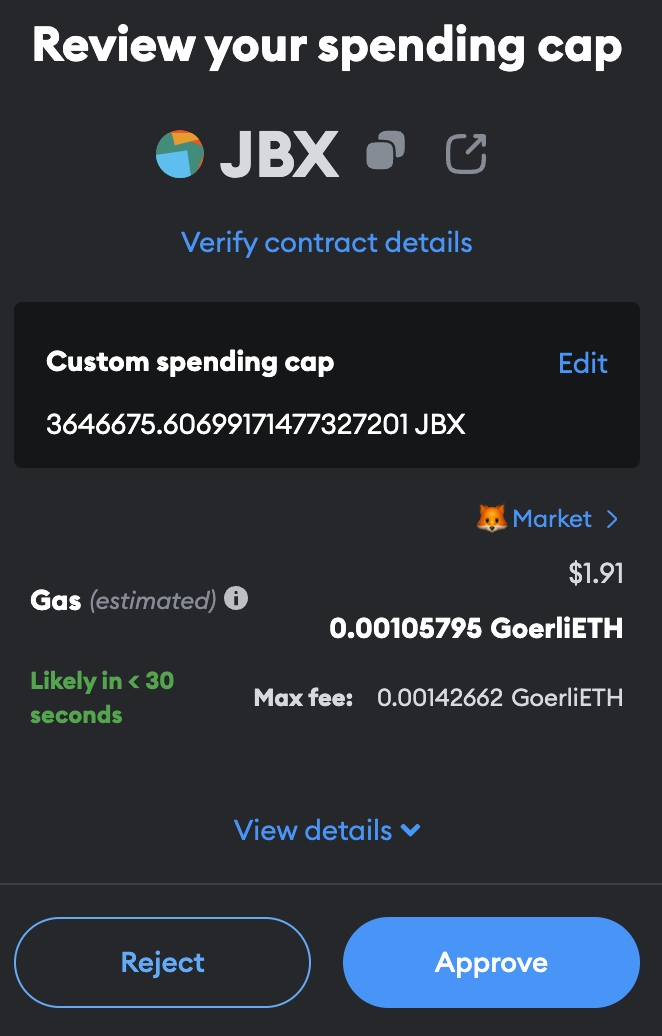 Review your spending cap
JBX
Verify contract details
Custom spending cap
Edit
3646675.60699171477327201 JBX
Market
$1.91
Gas (estimated)
0.00105795 GoerliETH
Likely in < 30
seconds
Max fee: 0.00142662 GoerliETH
View details
Reject
Approve